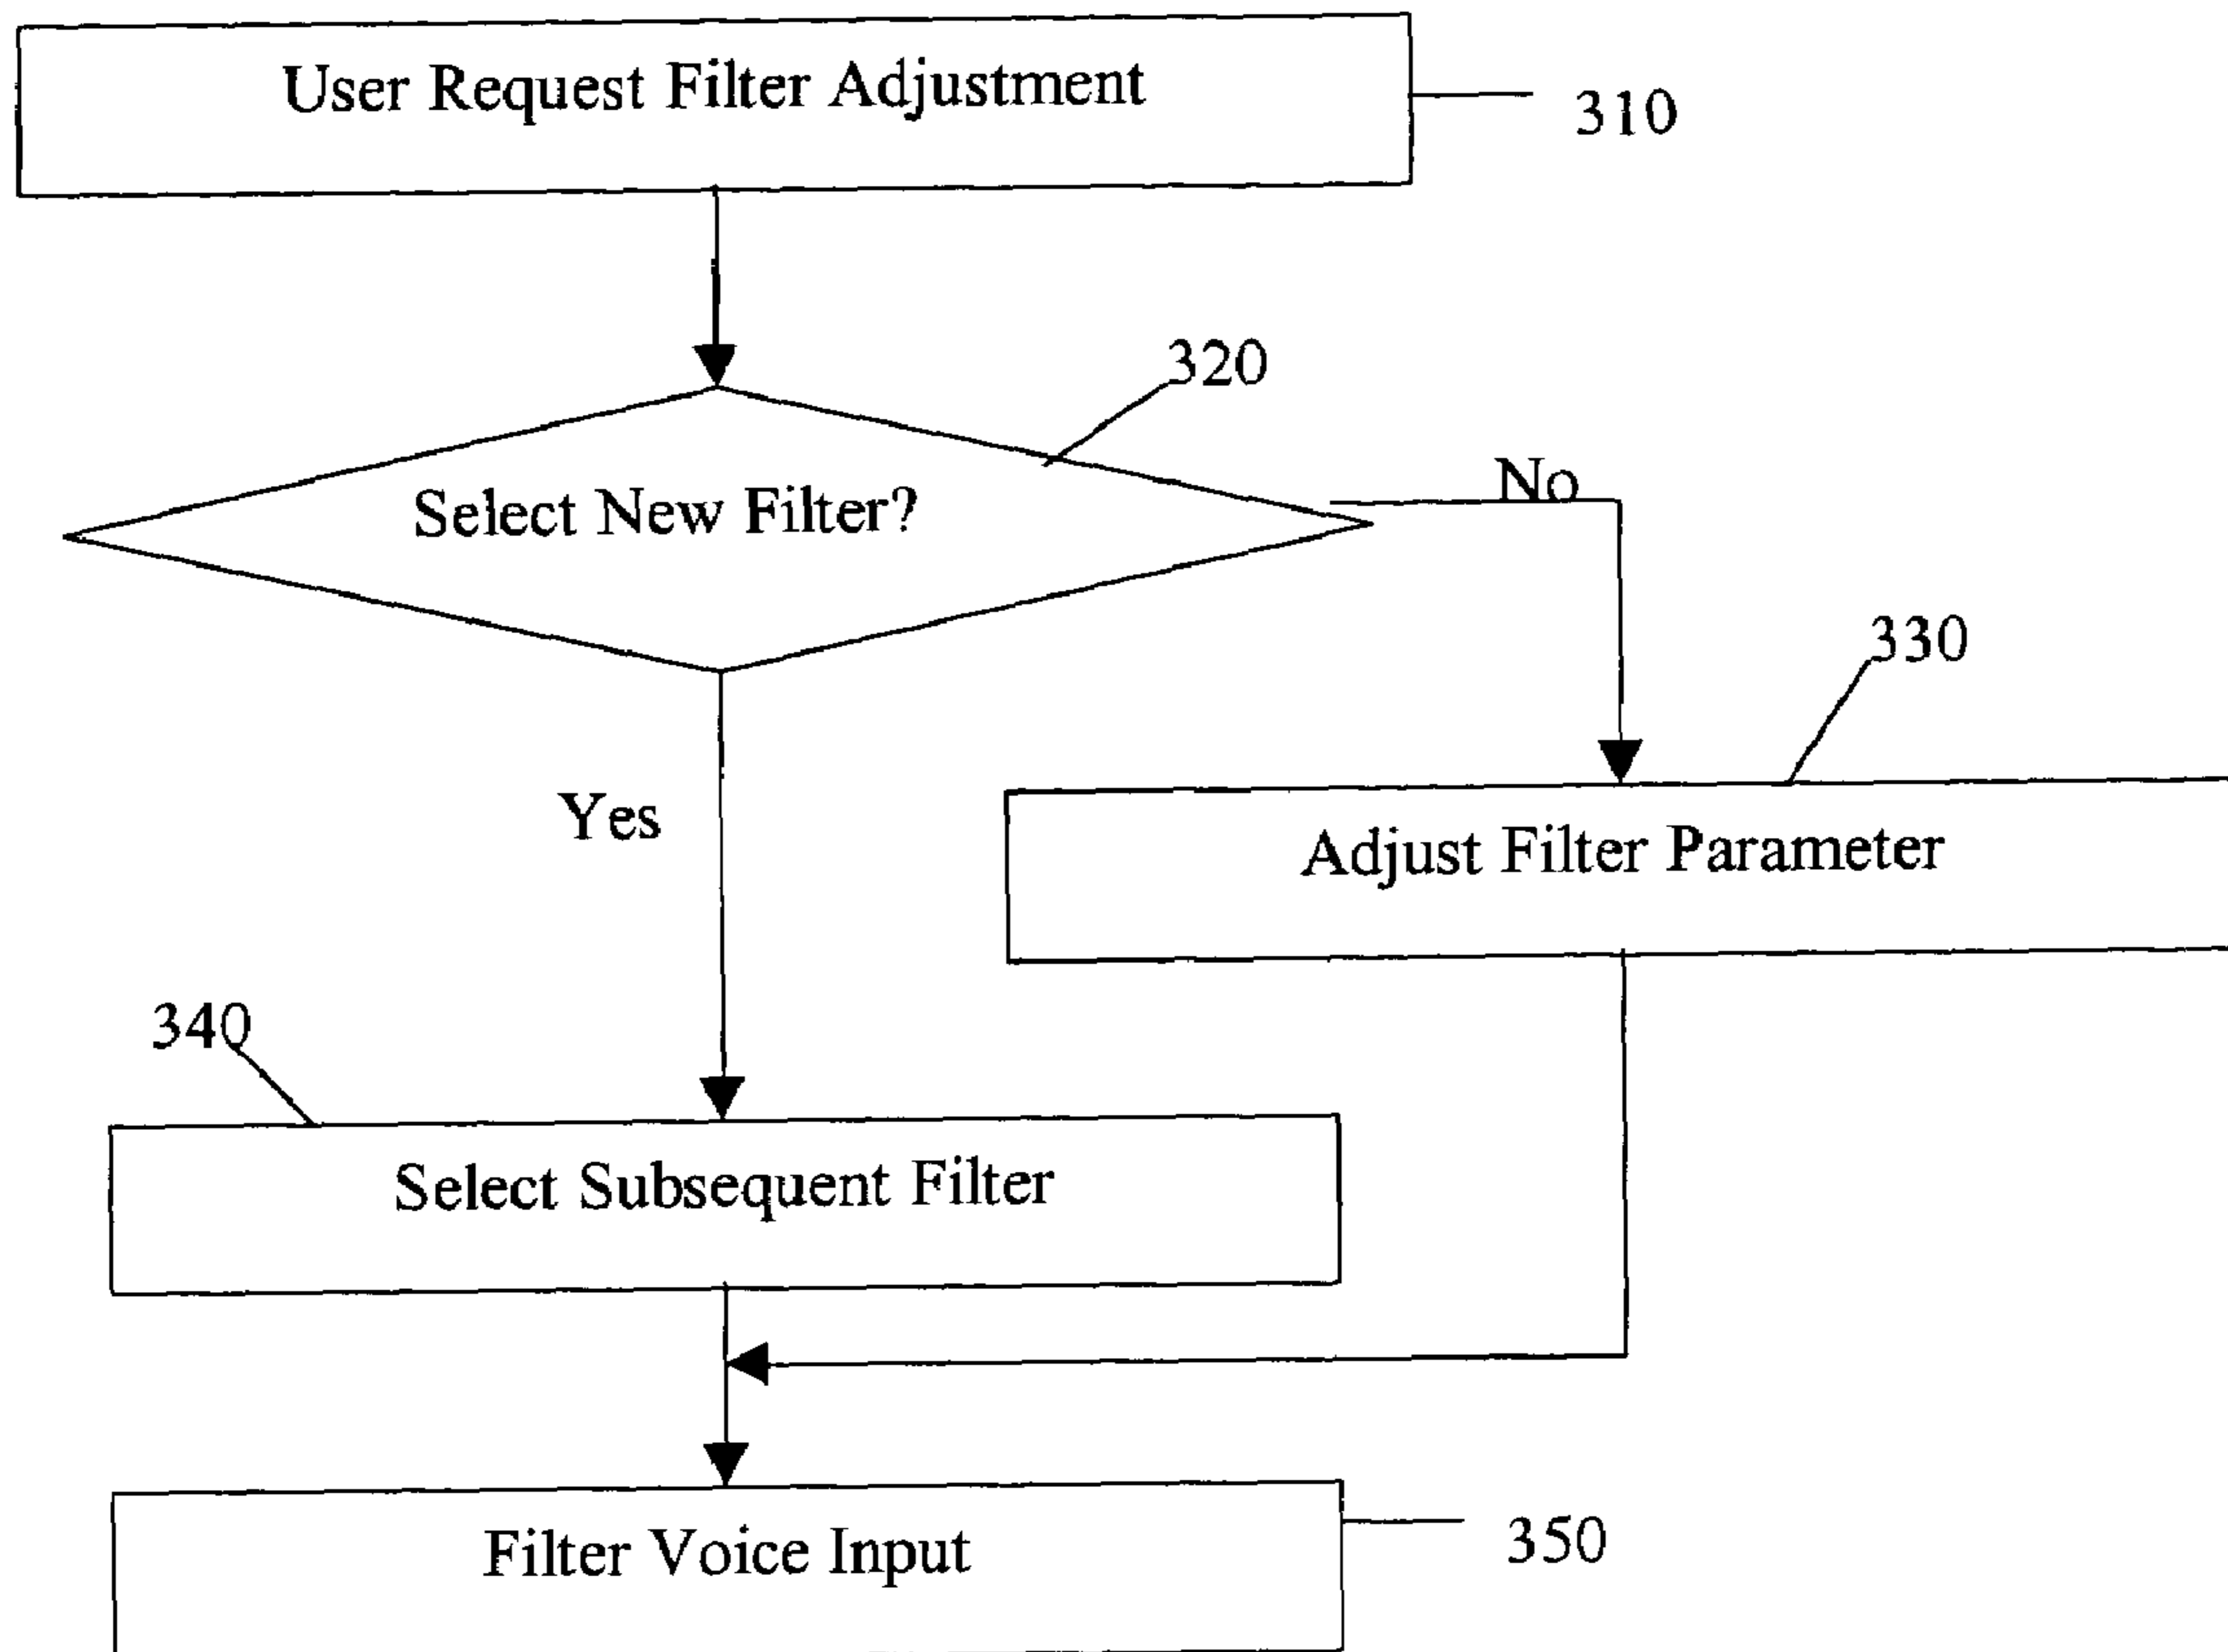 User Request Filter Adjustment
310
320
Select New Filter?
No
330
Yes
Adjust Filter Parameter
340
Select Subsequent Filter
Filter Voice Input
350